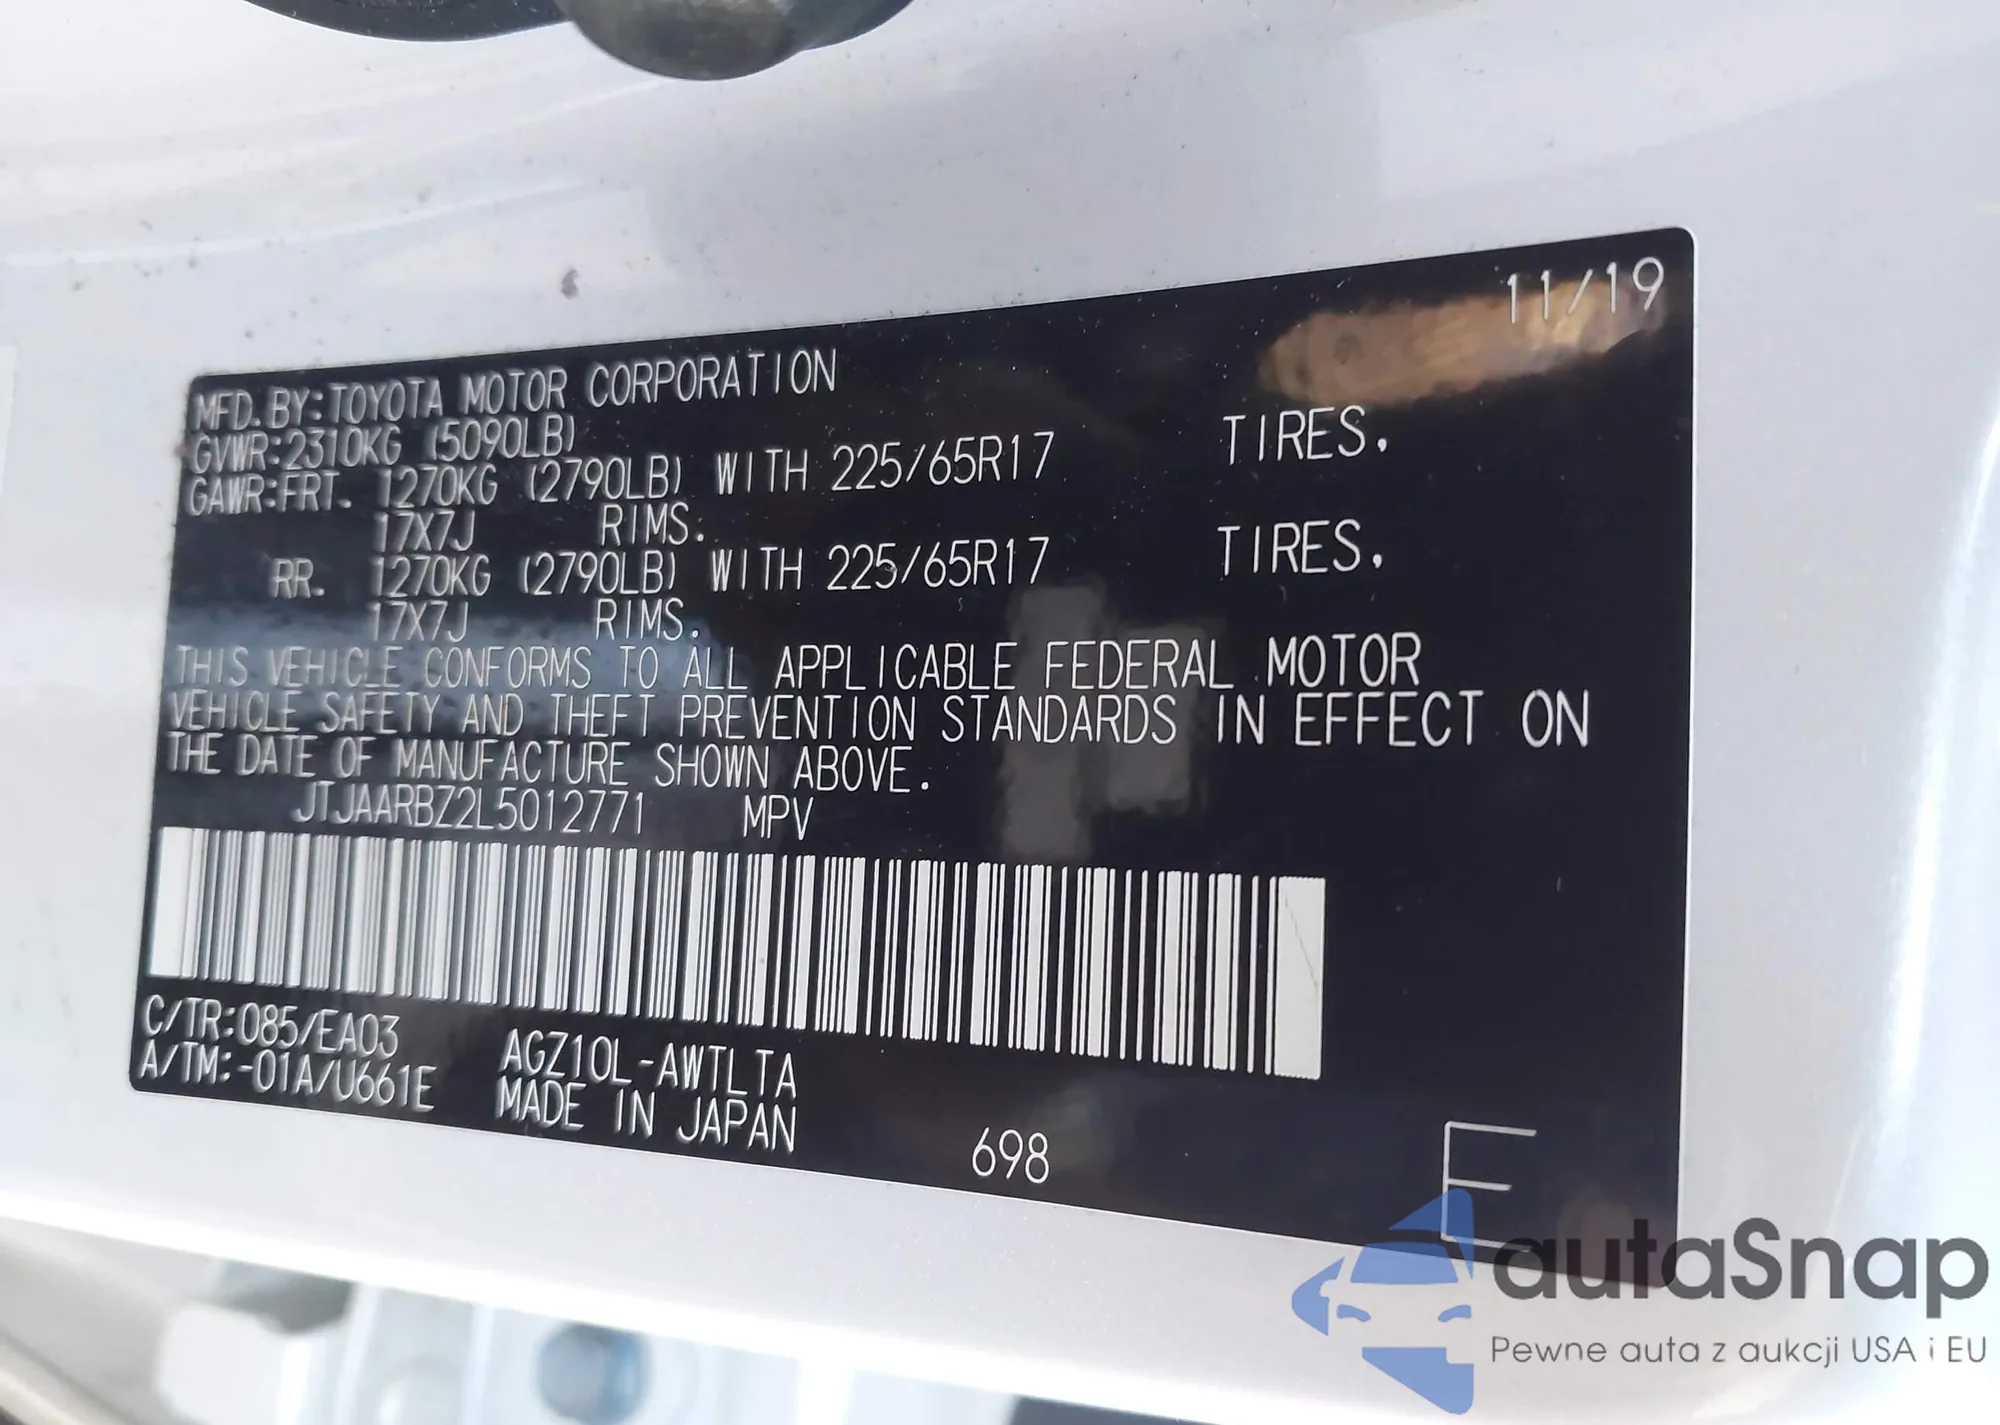 11/19
MFD.BY:TOYOTA MOTOR CORPORATION
GVWR:2310KG (5090LB)
GAWR:FRT. 1270KG (2790LB) WITH 225/65R17 TIRES.
17X7J RIMS.
RR. 1270KG (2790LB) WITH 225/65R17 TIRES.
17X7J RIMS.
THIS VEHICLE CONFORMS TO ALL APPLICABLE FEDERAL MOTOR
VEHICLE SAFETY AND THEFT PREVENTION STANDARDS IN EFFECT ON
THE DATE OF MANUFACTURE SHOWN ABOVE.
JTJAARBZ2L5012771 MPV
C/TR:085/EA03 AGZ10L-AWTLTA
A/TM:-01A/U661E MADE IN JAPAN
698
E
autaSnap
Pewne auta z aukcji USA i EU